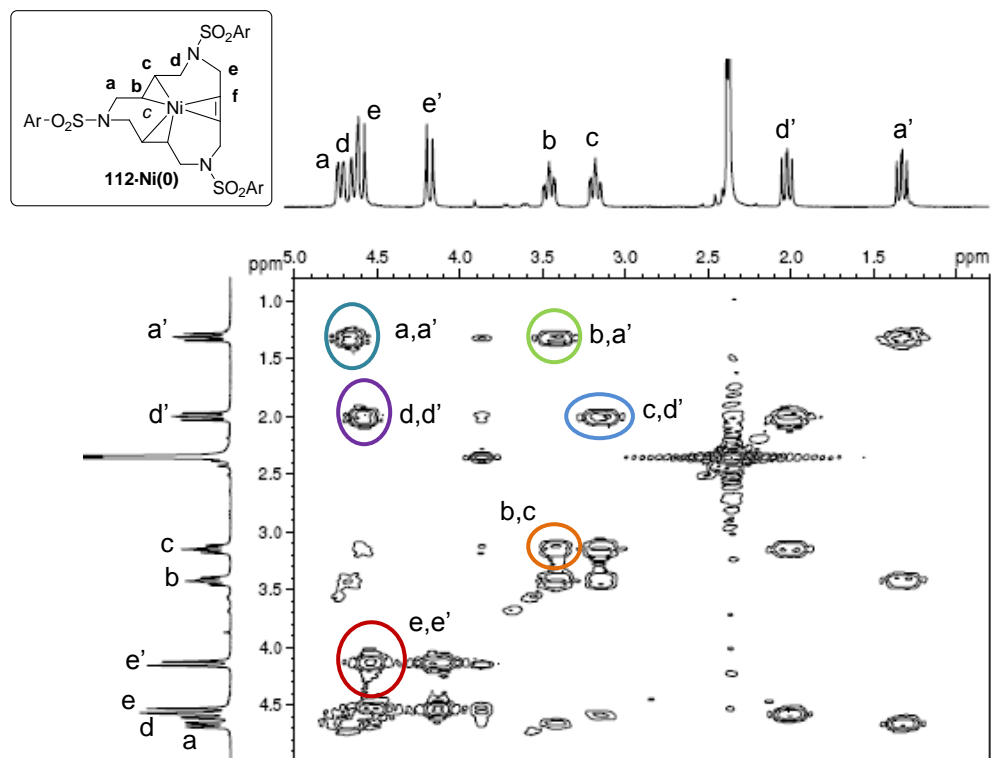 SO2Ar
N
d
c
e
a
b
f
c
Ni
Ar-O2S
N
N
SO2Ar
112·Ni(0)
a
d
e
e’
b
c
d’
a’
ppm
5.0
4.5
4.0
3.5
3.0
2.5
2.0
1.5
ppm
1.0
1.5
2.0
2.5
3.0
3.5
4.0
4.5
a’
d’
c
b
e’
e
d
a
a,a’
b,a’
d,d’
c,d’
b,c
e,e’